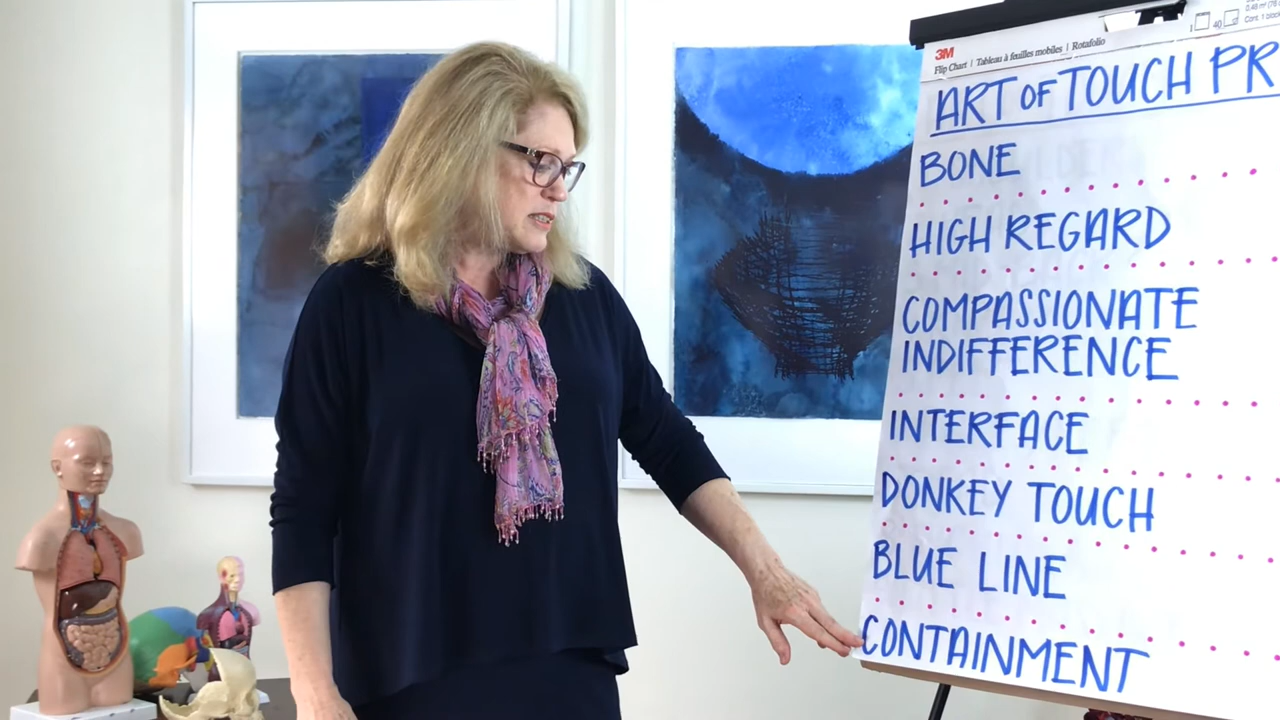 3M
Flip Chart | Tableau à feuilles mobiles | Rotafolio
ART OF TOUCH PR
BONE
HIGH REGARD
COMPASSIONATE
INDIFFERENCE
INTERFACE
DONKEY TOUCH
BLUE LINE
CONTAINMENT